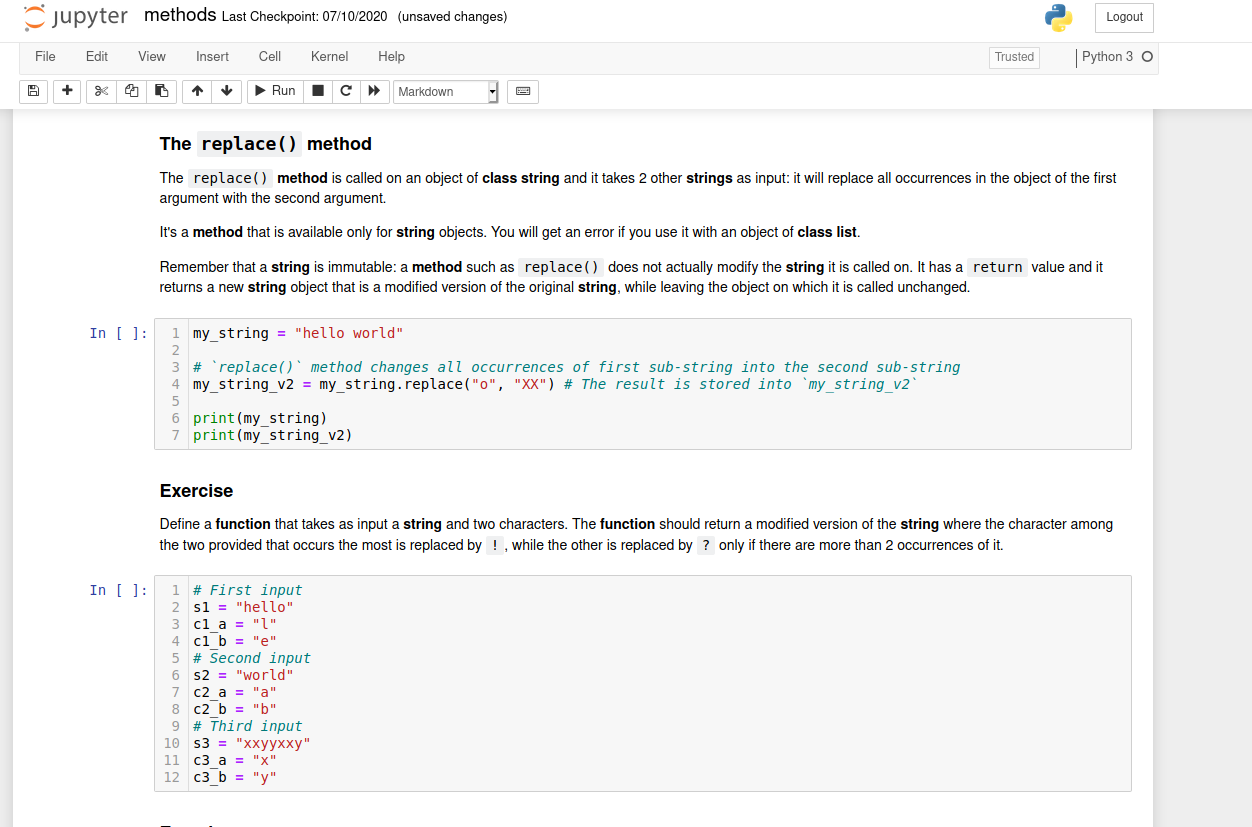 jupyter methods Last Checkpoint: 07/10/2020 (unsaved changes) Logout
File Edit View Insert Cell Kernel Help Trusted Python 3
Run Markdown
The replace() method
The replace() method is called on an object of class string and it takes 2 other strings as input: it will replace all occurrences in the object of the first
argument with the second argument.
It's a method that is available only for string objects. You will get an error if you use it with an object of class list.
Remember that a string is immutable: a method such as replace() does not actually modify the string it is called on. It has a return value and it
returns a new string object that is a modified version of the original string, while leaving the object on which it is called unchanged.
In [ ]: 1 my_string = "hello world"
2
3 # `replace()` method changes all occurrences of first sub-string into the second sub-string
4 my_string_v2 = my_string.replace("o", "XX") # The result is stored into `my_string_v2`
5
6 print(my_string)
7 print(my_string_v2)
Exercise
Define a function that takes as input a string and two characters. The function should return a modified version of the string where the character among
the two provided that occurs the most is replaced by ! , while the other is replaced by ? only if there are more than 2 occurrences of it.
In [ ]: 1 # First input
2 s1 = "hello"
3 c1_a = "l"
4 c1_b = "e"
5 # Second input
6 s2 = "world"
7 c2_a = "a"
8 c2_b = "b"
9 # Third input
10 s3 = "xxyyxxy"
11 c3_a = "x"
12 c3_b = "y"